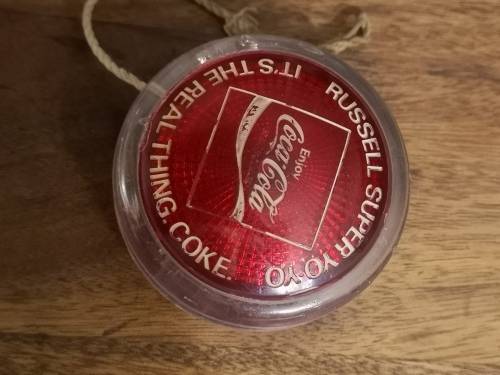 RUSSELL SUPER YO-YO
IT'S THE REAL THING. COKE.
Enjoy
Coca-Cola